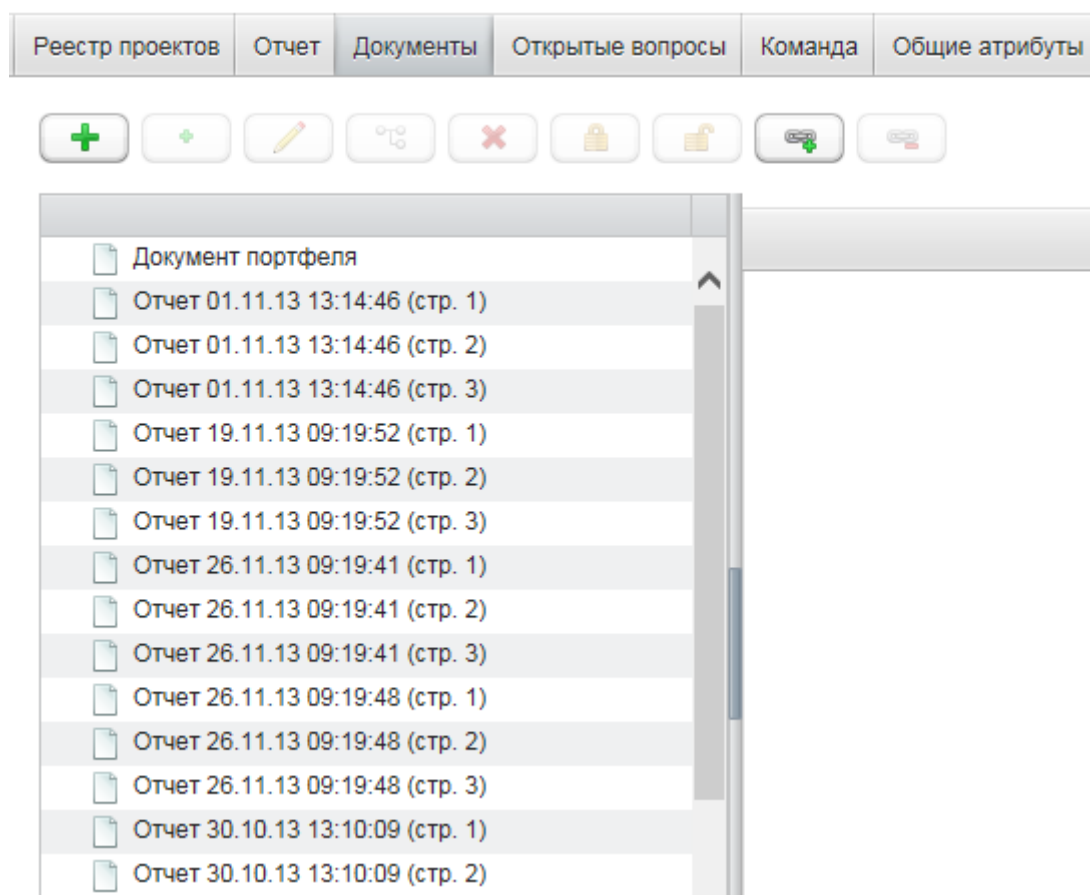 Реестр проектов Отчет Документы Открытые вопросы Команда Общие атрибуты
Документ портфеля
Отчет 01.11.13 13:14:46 (стр. 1)
Отчет 01.11.13 13:14:46 (стр. 2)
Отчет 01.11.13 13:14:46 (стр. 3)
Отчет 19.11.13 09:19:52 (стр. 1)
Отчет 19.11.13 09:19:52 (стр. 2)
Отчет 19.11.13 09:19:52 (стр. 3)
Отчет 26.11.13 09:19:41 (стр. 1)
Отчет 26.11.13 09:19:41 (стр. 2)
Отчет 26.11.13 09:19:41 (стр. 3)
Отчет 26.11.13 09:19:48 (стр. 1)
Отчет 26.11.13 09:19:48 (стр. 2)
Отчет 26.11.13 09:19:48 (стр. 3)
Отчет 30.10.13 13:10:09 (стр. 1)
Отчет 30.10.13 13:10:09 (стр. 2)